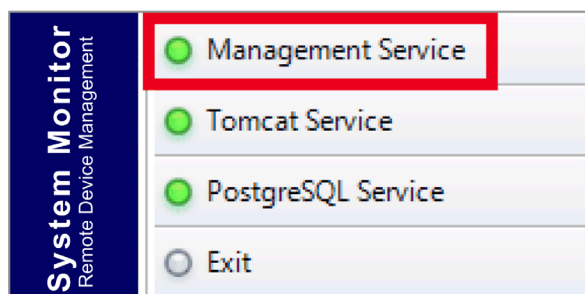 System Monitor
Remote Device Management
Management Service
Tomcat Service
PostgreSQL Service
Exit